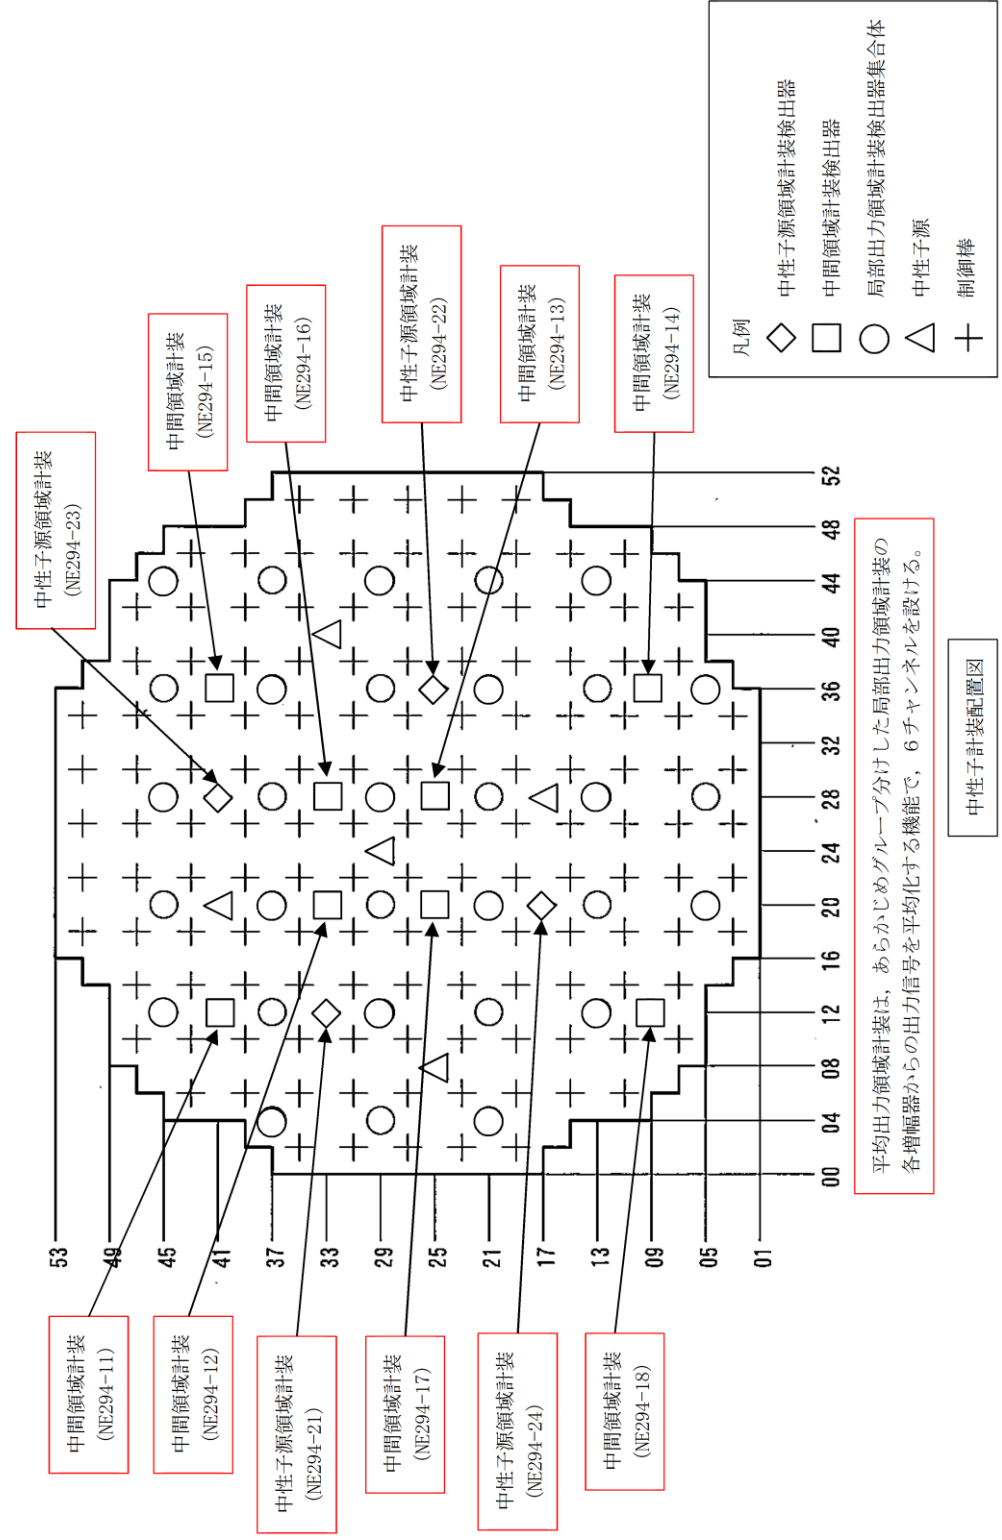 中性子源領域計装
(NE294-23)
中間領域計装
(NE294-15)
中間領域計装
(NE294-16)
中性子源領域計装
(NE294-22)
中間領域計装
(NE294-13)
中間領域計装
(NE294-14)
中間領域計装
(NE294-11)
中間領域計装
(NE294-12)
中性子源領域計装
(NE294-21)
中間領域計装
(NE294-17)
中性子源領域計装
(NE294-24)
中間領域計装
(NE294-18)
53
49
45
41
37
33
29
25
21
17
13
09
05
01
00
04
08
12
16
20
24
28
32
36
40
44
48
52
凡例
中性子源領域計装検出器
中間領域計装検出器
局部出力領域計装検出器集合体
中性子源
制御棒
平均出力領域計装は，あらかじめグループ分けした局部出力領域計装の
各増幅器からの出力信号を平均化する機能で，６チャンネルを設ける。
中性子計装配置図